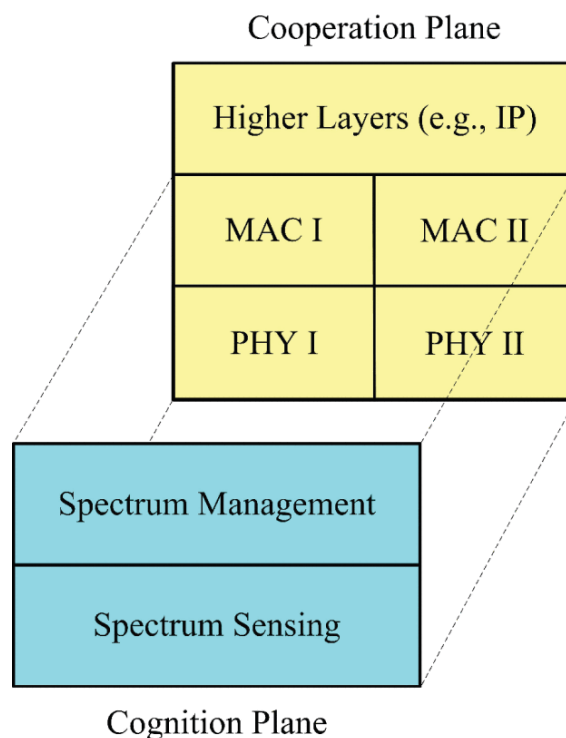 Cooperation Plane
Higher Layers (e.g., IP)
MAC I
MAC II
PHY I
PHY II
Spectrum Management
Spectrum Sensing
Cognition Plane